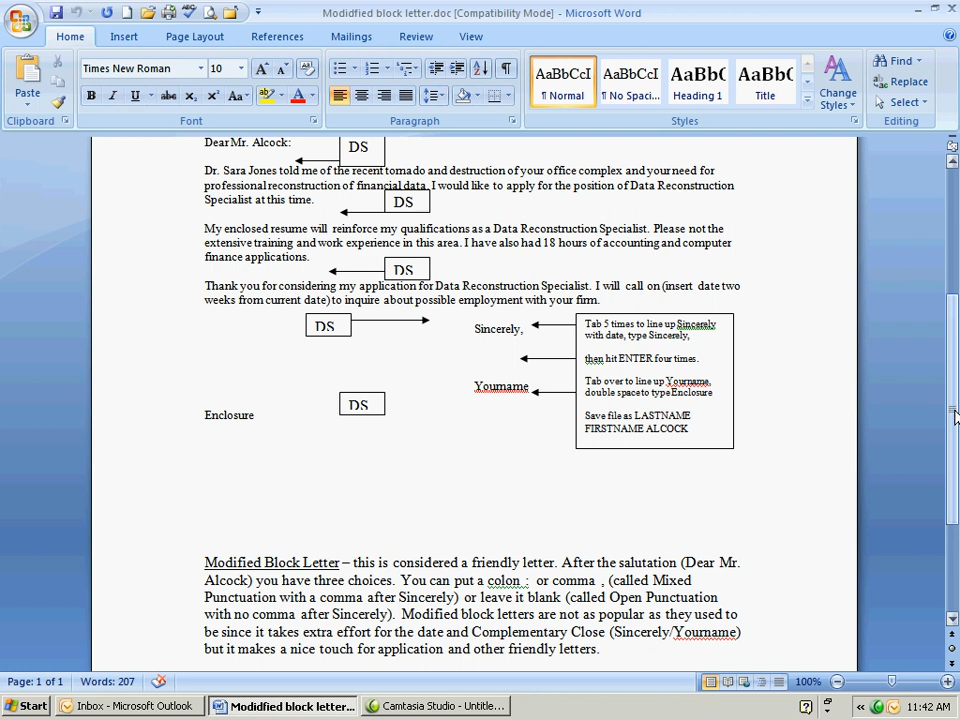 Modidfied block letter.doc [Compatibility Mode] - Microsoft Word
Home Insert Page Layout References Mailings Review View
Paste
Clipboard
Times New Roman 10
B I U abc x₂ x² Aa
Font
Paragraph
AaBbCcI AaBbCcI AaBbC AaBbC
¶ Normal ¶ No Spaci... Heading 1 Title
Change Styles
Styles
Find
Replace
Select
Editing
Dear Mr. Alcock:
DS
Dr. Sara Jones told me of the recent tornado and destruction of your office complex and your need for
professional reconstruction of financial data. I would like to apply for the position of Data Reconstruction
Specialist at this time.
DS
My enclosed resume will reinforce my qualifications as a Data Reconstruction Specialist. Please not the
extensive training and work experience in this area. I have also had 18 hours of accounting and computer
finance applications.
DS
Thank you for considering my application for Data Reconstruction Specialist. I will call on (insert date two
weeks from current date) to inquire about possible employment with your firm.
DS
Sincerely,
Tab 5 times to line up Sincerely
with date, type Sincerely,
then hit ENTER four times.
Yourname
Tab over to line up Yourname,
double space to type Enclosure
DS
Enclosure
Save file as LASTNAME
FIRSTNAME ALCOCK
Modified Block Letter – this is considered a friendly letter. After the salutation (Dear Mr.
Alcock) you have three choices. You can put a colon : or comma , (called Mixed
Punctuation with a comma after Sincerely) or leave it blank (called Open Punctuation
with no comma after Sincerely). Modified block letters are not as popular as they used to
be since it takes extra effort for the date and Complementary Close (Sincerely/Yourname)
but it makes a nice touch for application and other friendly letters.
Page: 1 of 1 Words: 207 100%
Start Inbox - Microsoft Outlook Modidfied block letter... Camtasia Studio - Untitle... 11:42 AM